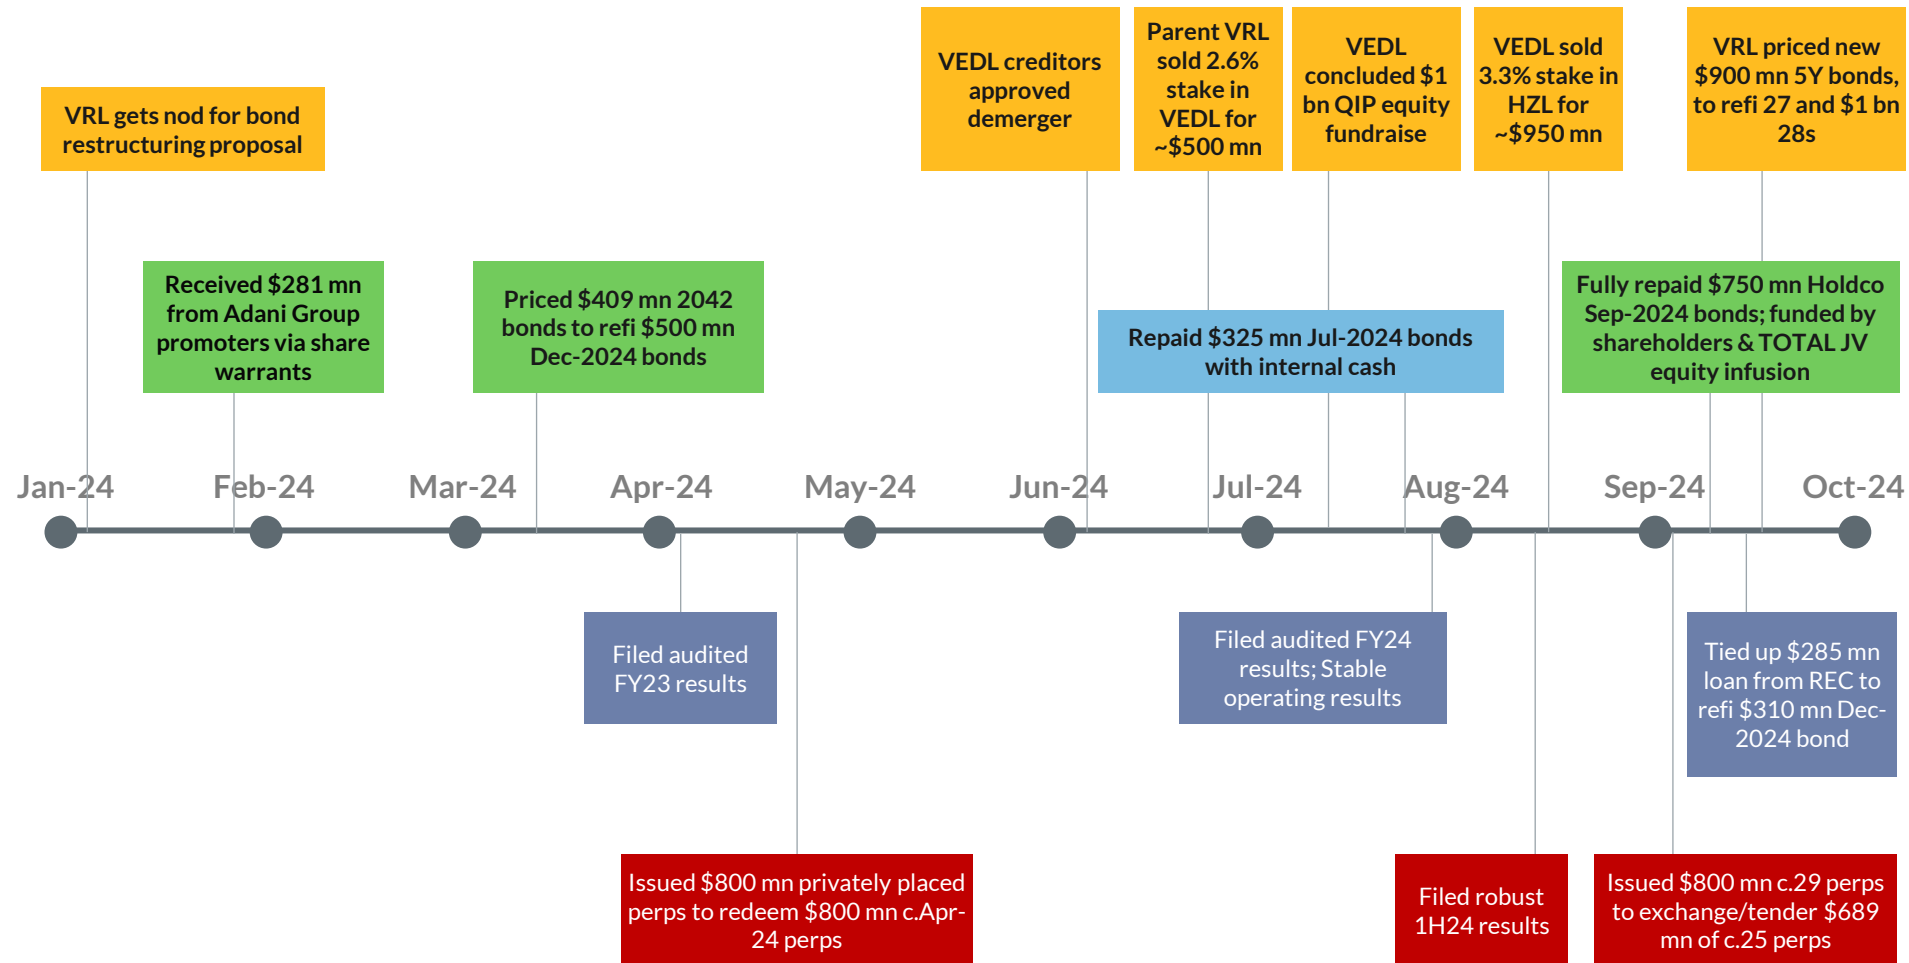 VRL gets nod for bond
restructuring proposal
VEDL creditors
approved
demerger
Parent VRL
sold 2.6%
stake in
VEDL for
~$500 mn
VEDL
concluded $1
bn QIP equity
fundraise
VEDL sold
3.3% stake in
HZL for
~$950 mn
VRL priced new
$900 mn 5Y bonds,
to refi 27 and $1 bn
28s
Received $281 mn
from Adani Group
promoters via share
warrants
Priced $409 mn 2042
bonds to refi $500 mn
Dec-2024 bonds
Repaid $325 mn Jul-2024 bonds
with internal cash
Fully repaid $750 mn Holdco
Sep-2024 bonds; funded by
shareholders & TOTAL JV
equity infusion
Jan-24
Feb-24
Mar-24
Apr-24
May-24
Jun-24
Jul-24
Aug-24
Sep-24
Oct-24
Filed audited
FY23 results
Filed audited FY24
results; Stable
operating results
Tied up $285 mn
loan from REC to
refi $310 mn Dec-
2024 bond
Issued $800 mn privately placed
perps to redeem $800 mn c.Apr-
24 perps
Filed robust
1H24 results
Issued $800 mn c.29 perps
to exchange/tender $689
mn of c.25 perps